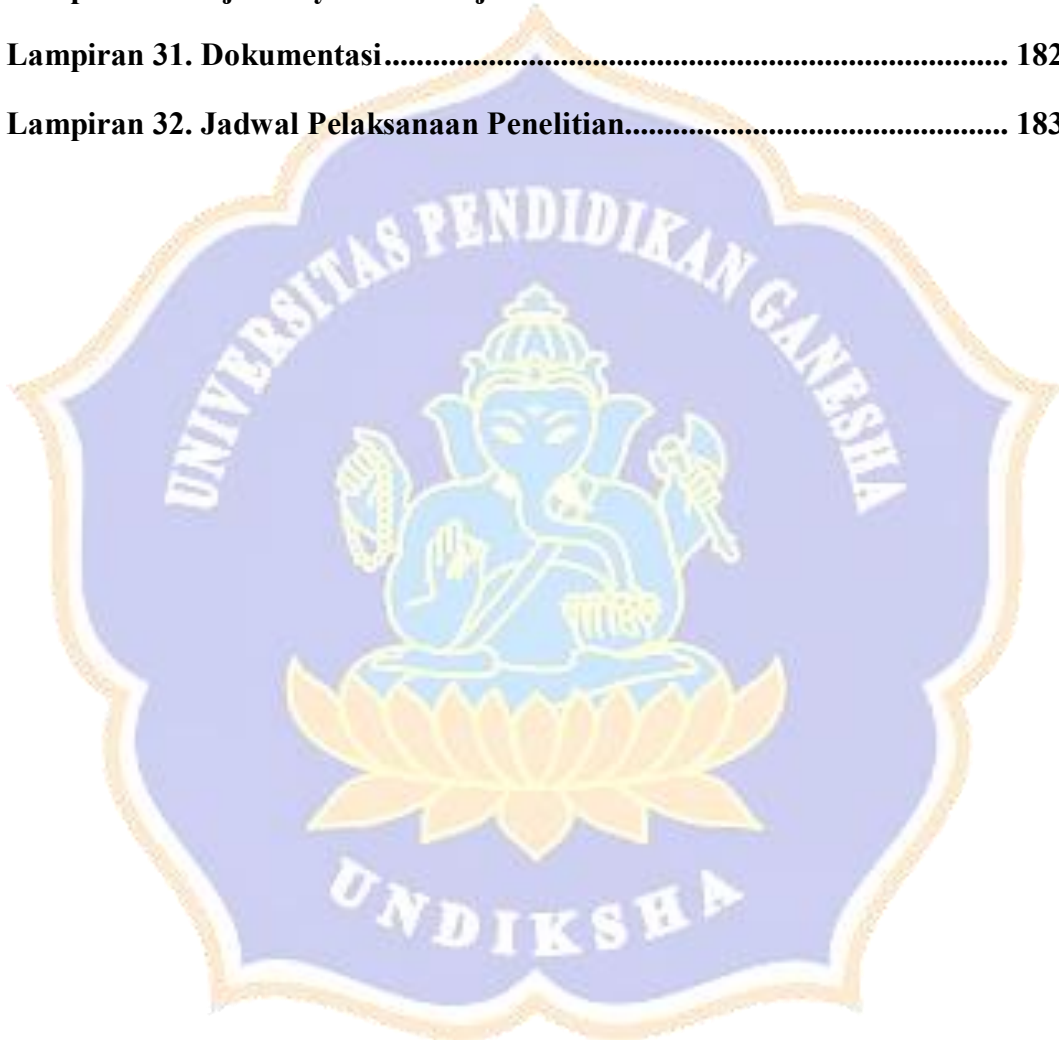 Lampiran 31. Dokumentasi.............................................................................. 182
Lampiran 32. Jadwal Pelaksanaan Penelitian................................................ 183
UNIVERSITAS PENDIDIKAN GANESHA
UNDIKSHA